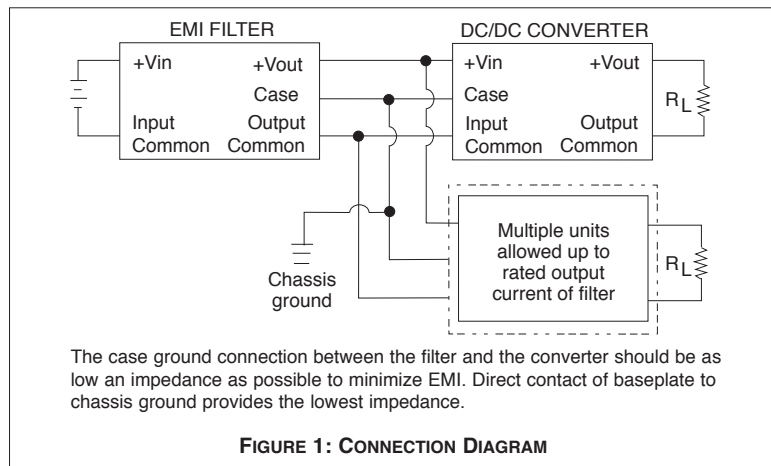 EMI FILTER
DC/DC CONVERTER
+Vin
+Vout
Case
Input
Common
Output
Common
+Vin
+Vout
Case
Input
Common
Output
Common
RL
Chassis
ground
Multiple units
allowed up to
rated output
current of filter
RL
The case ground connection between the filter and the converter should be as
low an impedance as possible to minimize EMI. Direct contact of baseplate to
chassis ground provides the lowest impedance.
FIGURE 1: CONNECTION DIAGRAM